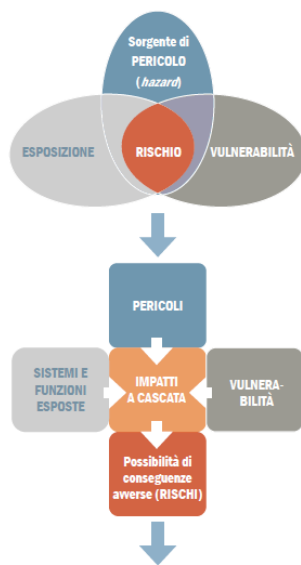 Sorgente di
PERICOLO
(hazard)
ESPOSIZIONE
RISCHIO
VULNERABILITÀ
PERICOLI
SISTEMI E
FUNZIONI
ESPOSTE
IMPATTI
A CASCATA
VULNERA-
BILITÀ
Possibilità di
conseguenze
avverse (RISCHI)